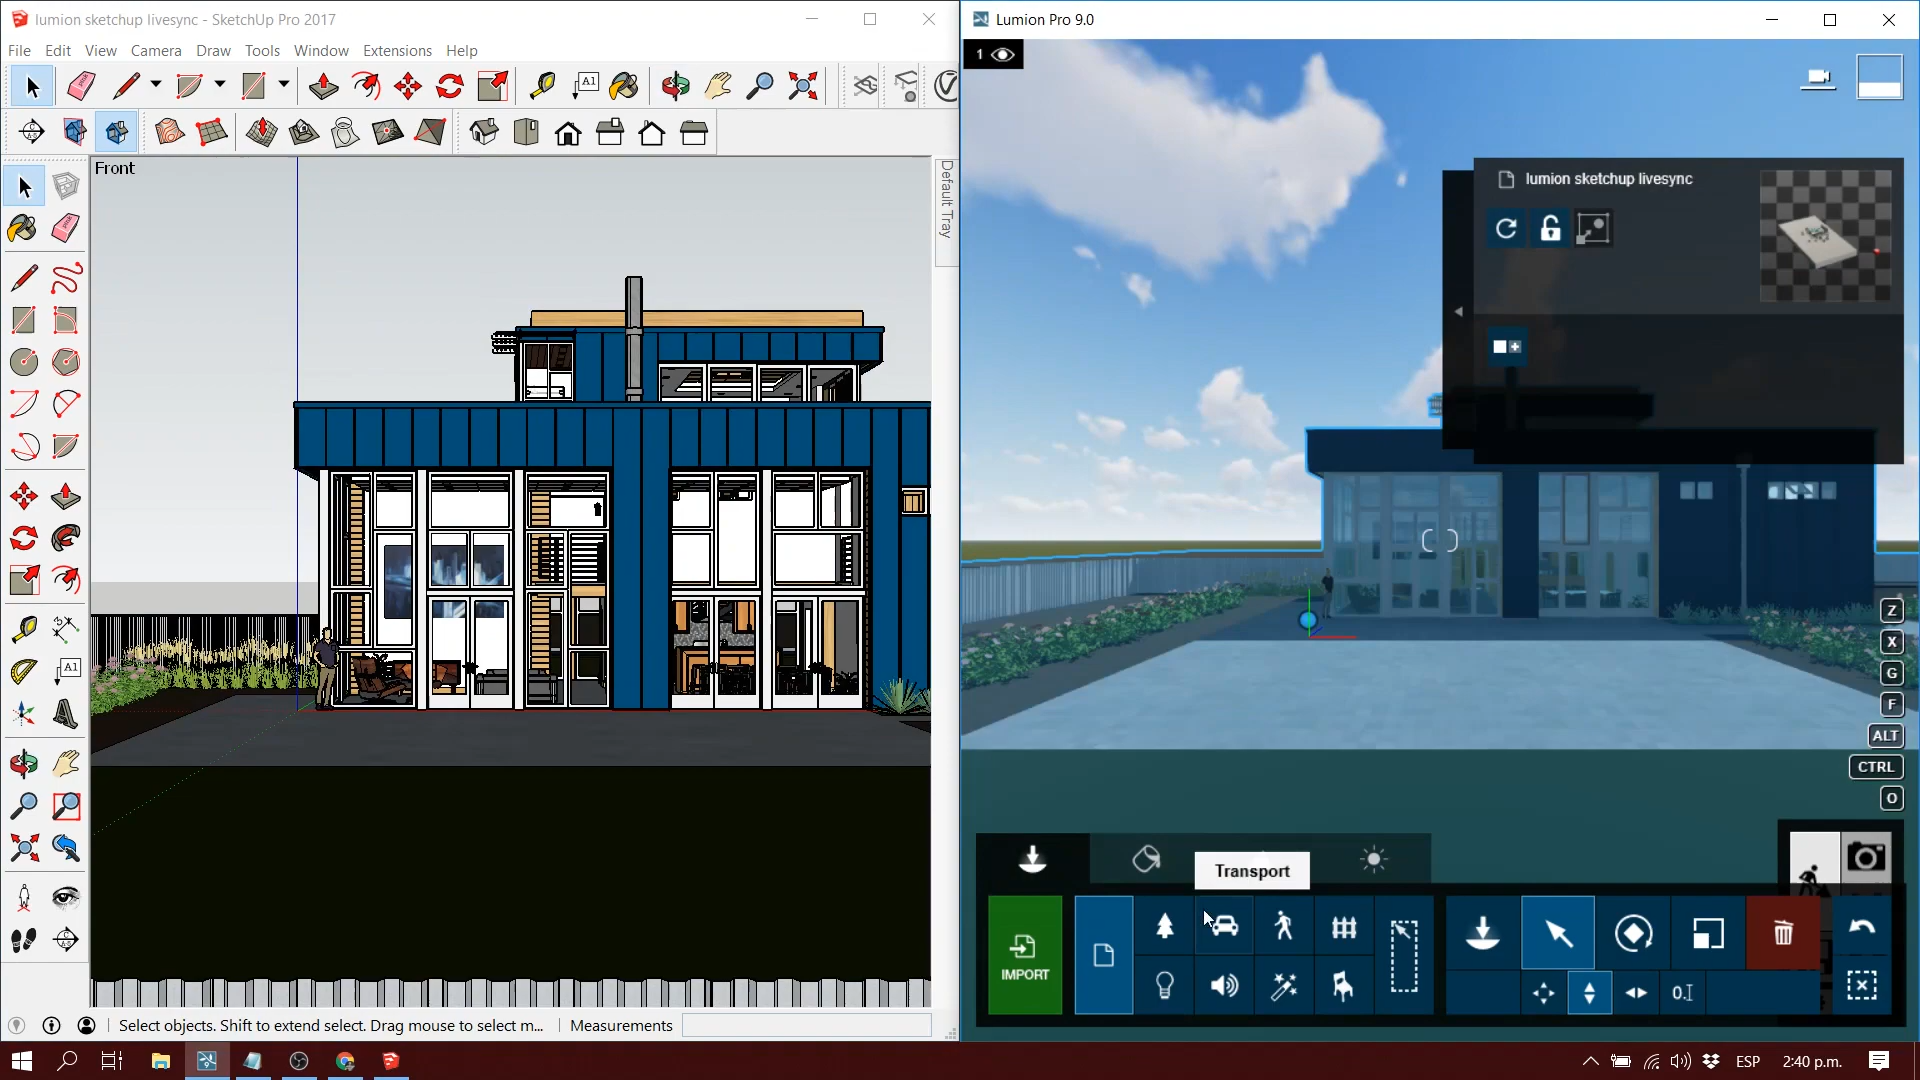 lumion sketchup livesync - SketchUp Pro 2017
File Edit View Camera Draw Tools Window Extensions Help
A1
Front
Default Tray
A1
Select objects. Shift to extend select. Drag mouse to select m...
Measurements
Lumion Pro 9.0
1
lumion sketchup livesync
Z
X
G
F
ALT
CTRL
O
Transport
IMPORT
ESP
2:40 p.m.